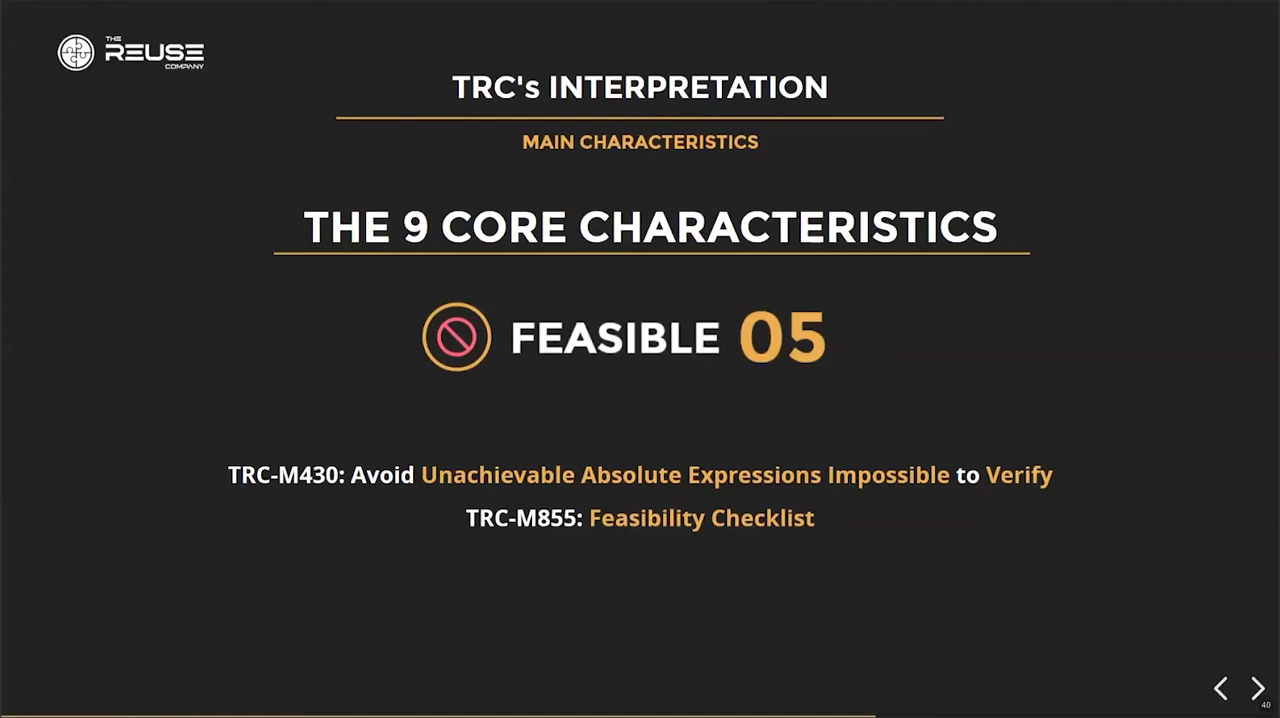 THE
REUSE
COMPANY
TRC's INTERPRETATION
MAIN CHARACTERISTICS
THE 9 CORE CHARACTERISTICS
FEASIBLE 05
TRC-M430: Avoid Unachievable Absolute Expressions Impossible to Verify
TRC-M855: Feasibility Checklist
40